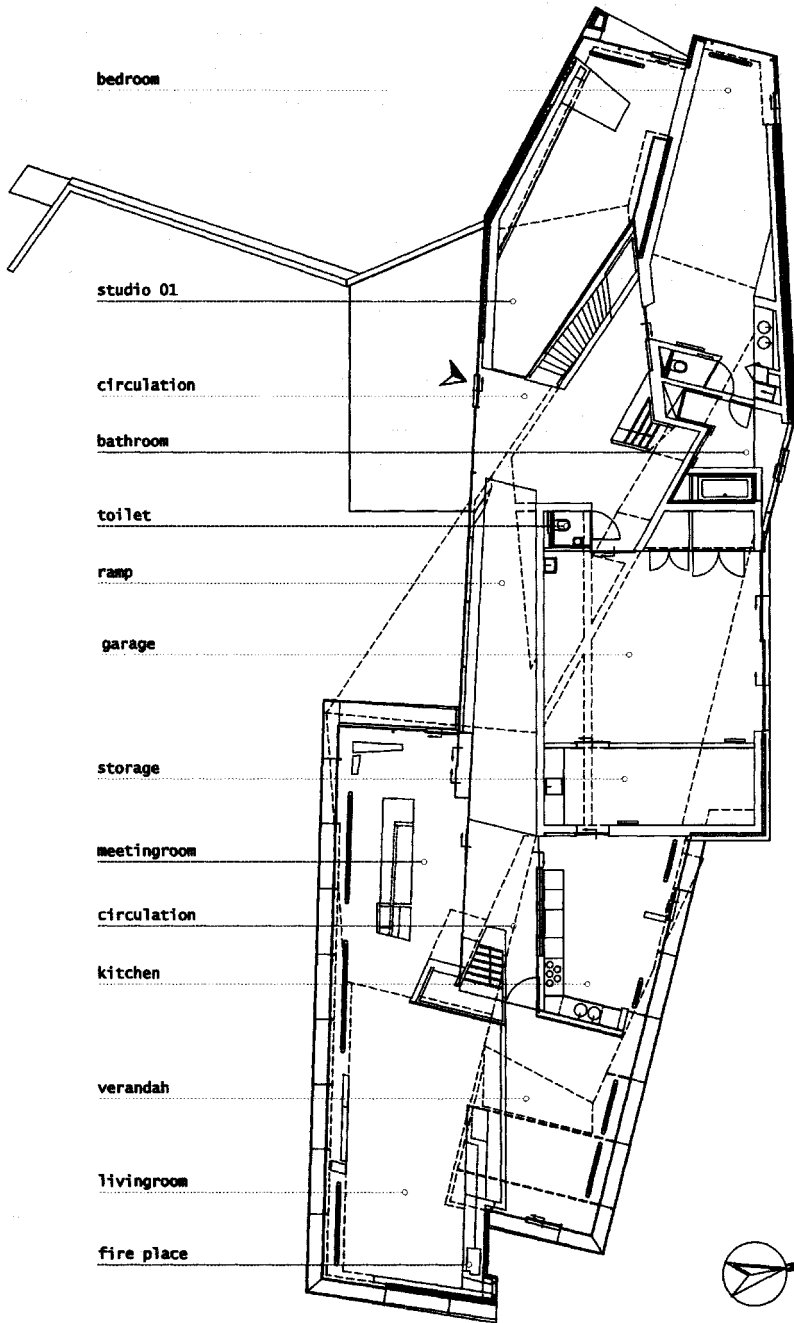 bedroom
studio 01
circulation
bathroom
toilet
ramp
garage
storage
meetingroom
circulation
kitchen
verandah
livingroom
fire place